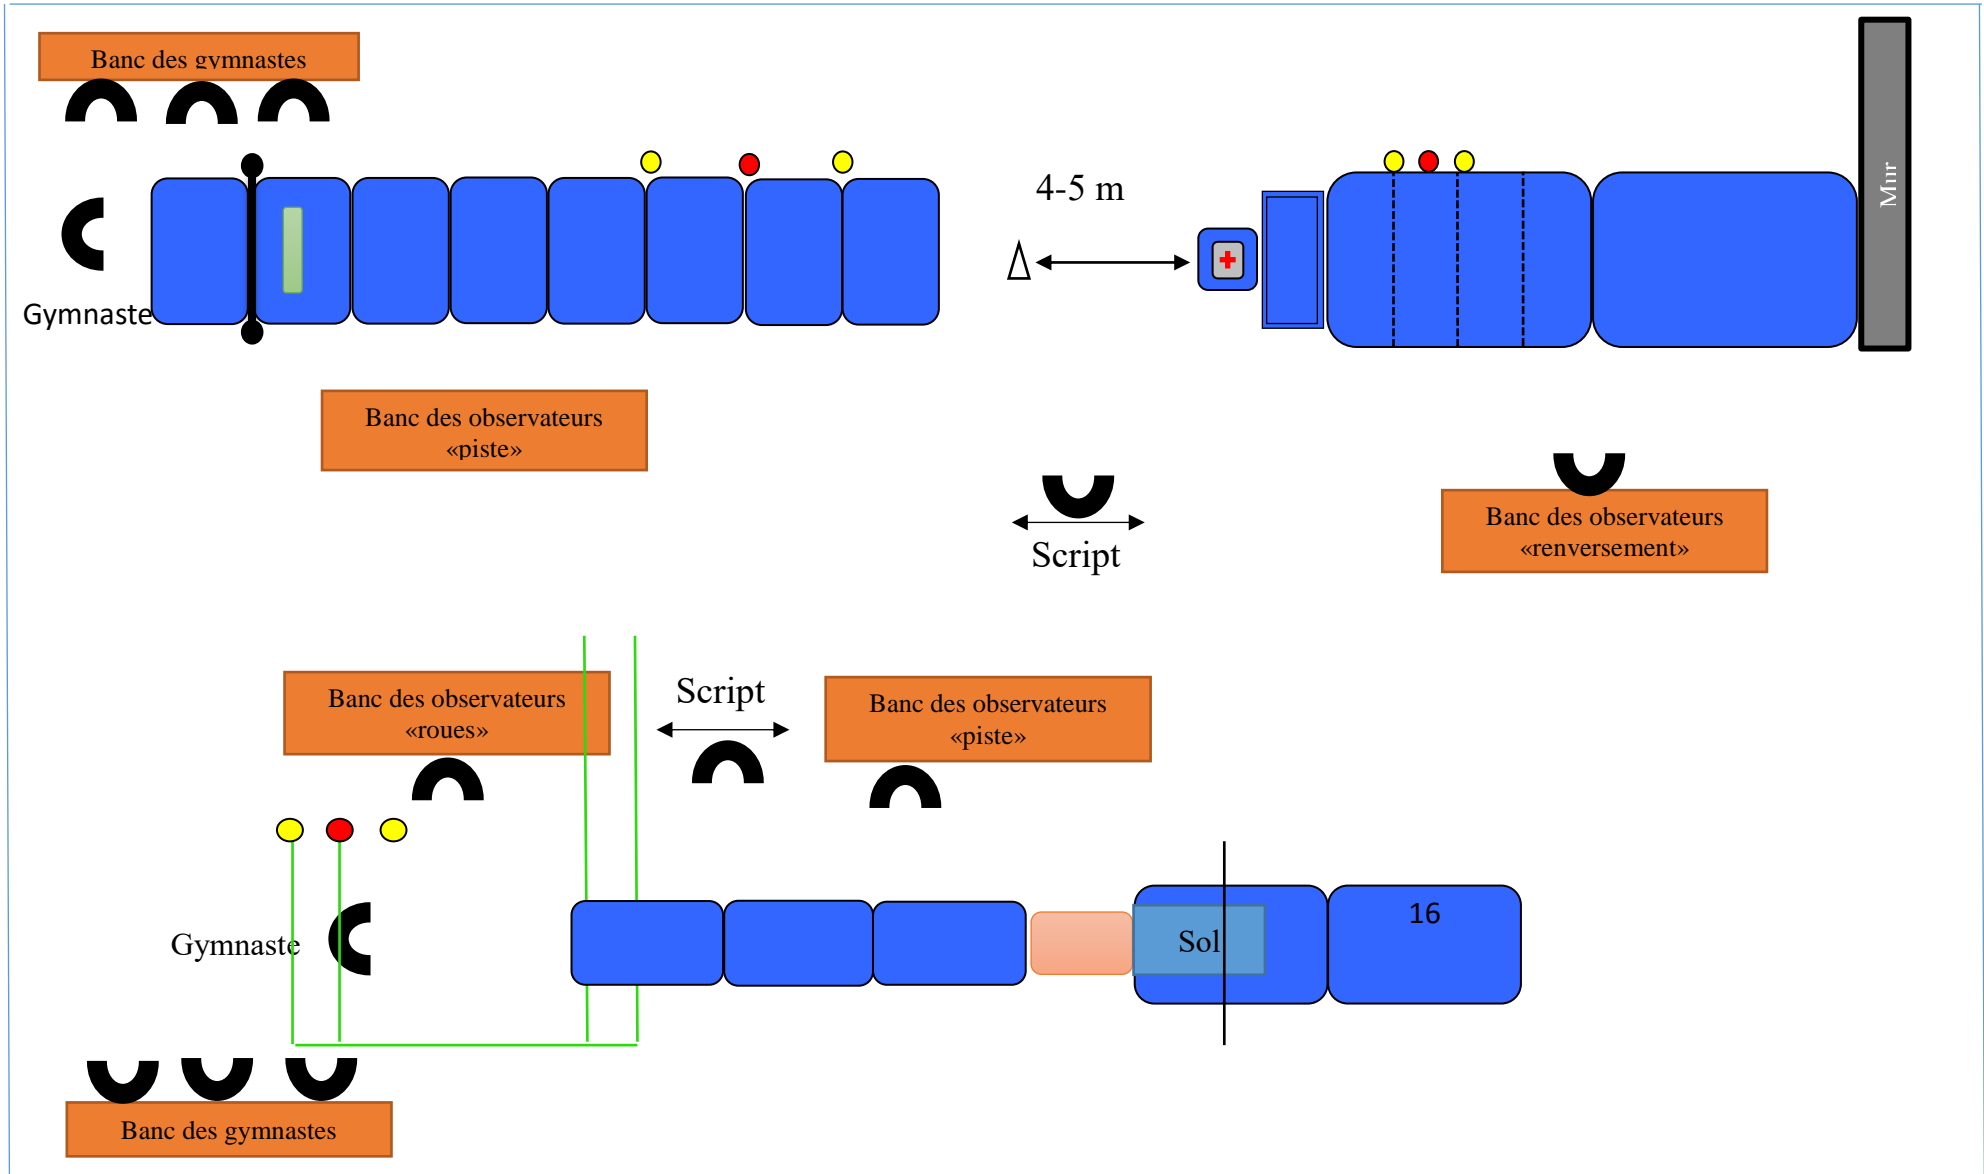 Banc des gymnastes
4-5 m
Mur
Gymnaste
Banc des observateurs
«piste»
Banc des observateurs
«renversement»
Script
Banc des observateurs
«roues»
Script
Banc des observateurs
«piste»
16
Gymnaste
Sol
Banc des gymnastes